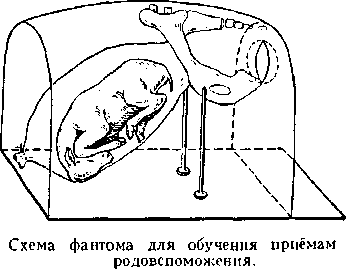 Схема фантома для обучения приёмам
родовспоможения.